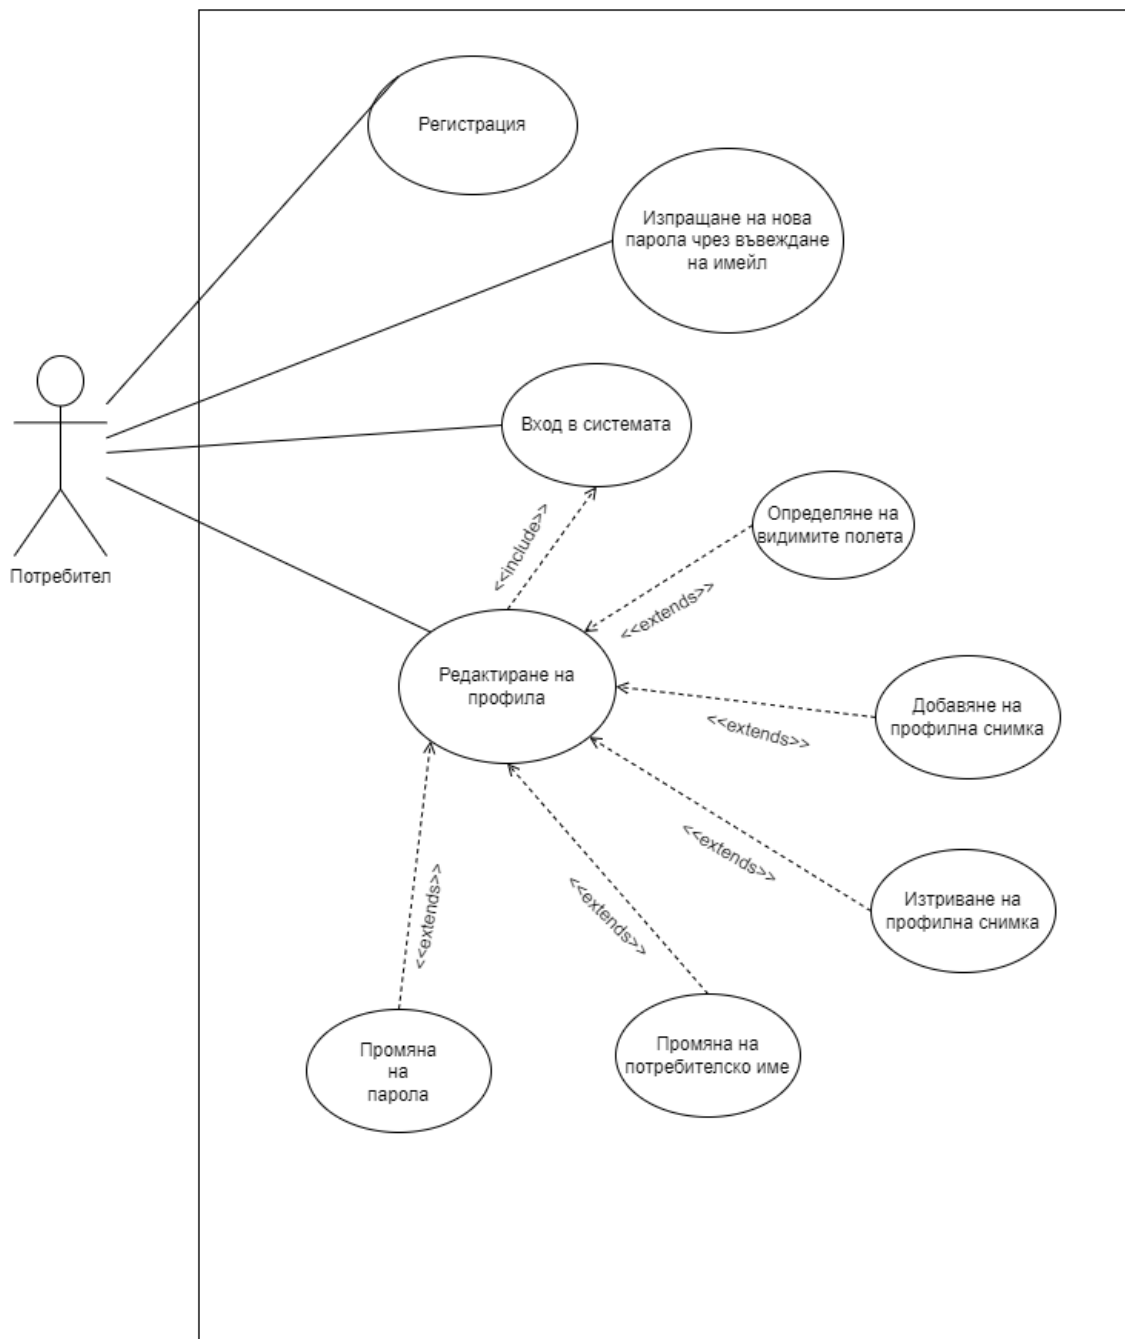 Регистрация
Изпращане на нова
парола чрез въвеждане
на имейл
Вход в системата
Потребител
<<include>>
Определяне на
видимите полета
<<extends>>
Редактиране на
профила
Добавяне на
профилна снимка
<<extends>>
<<extends>>
Изтриване на
профилна снимка
<<extends>>
<<extends>>
Промяна
на
парола
Промяна на
потребителско име